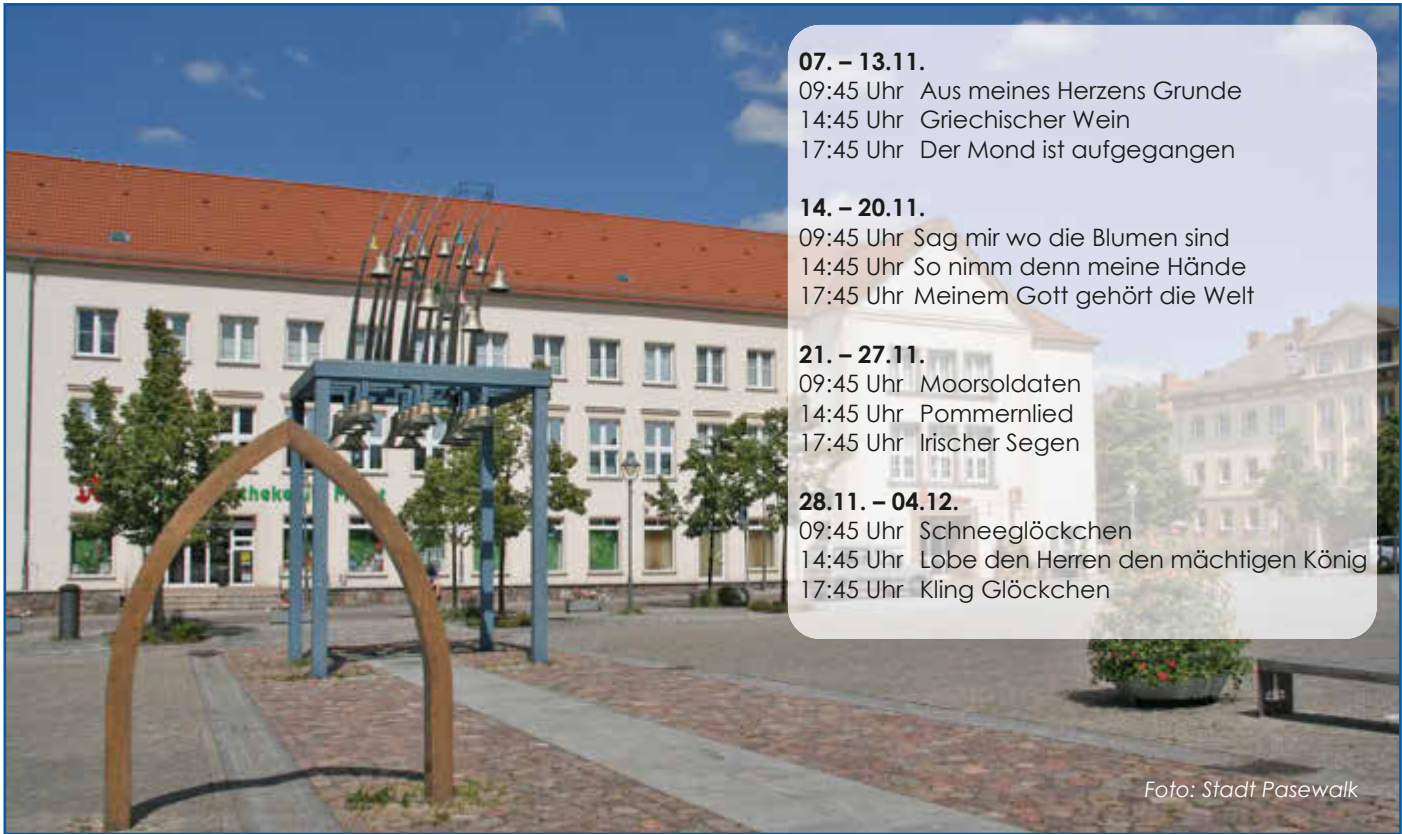 07. – 13.11.
09:45 Uhr Aus meines Herzens Grunde
14:45 Uhr Griechischer Wein
17:45 Uhr Der Mond ist aufgegangen
14. – 20.11.
09:45 Uhr Sag mir wo die Blumen sind
14:45 Uhr So nimm denn meine Hände
17:45 Uhr Meinem Gott gehört die Welt
21. – 27.11.
09:45 Uhr Moorsoldaten
14:45 Uhr Pommernlied
17:45 Uhr Irischer Segen
28.11. – 04.12.
09:45 Uhr Schneeglöckchen
14:45 Uhr Lobe den Herren den mächtigen König
17:45 Uhr Kling Glöckchen
Foto: Stadt Pasewalk